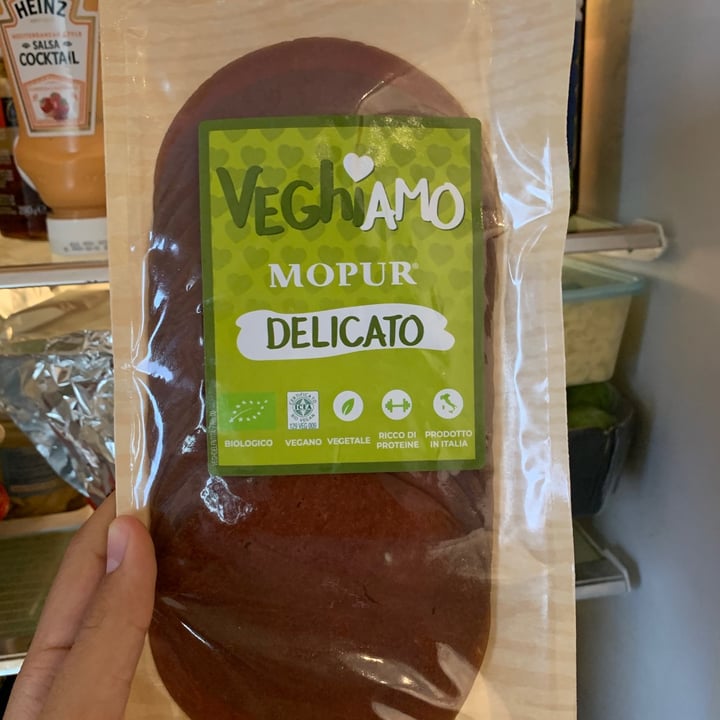 HEINZ
SALSA
COCKTAIL
VEGHiAMO
MOPUR®
DELICATO
BIOLOGICO
VEGANO
VEGETALE
RICCO DI
PROTEINE
PRODOTTO
IN ITALIA